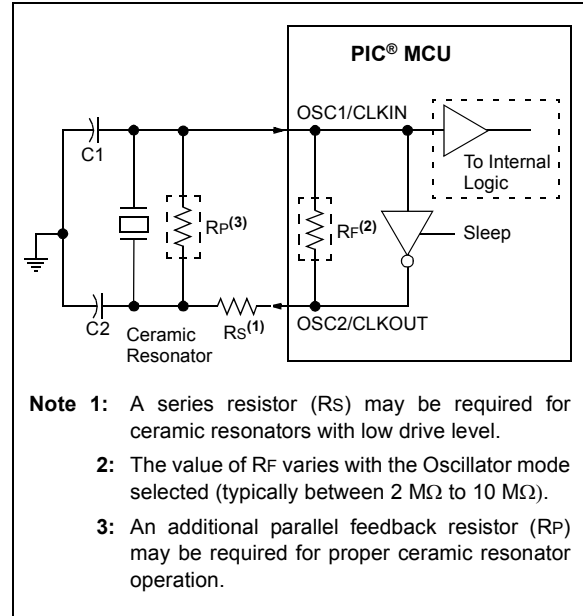 PIC® MCU
OSC1/CLKIN
C1
To Internal
Logic
RP(3)
RF(2)
Sleep
C2
Ceramic
Resonator
RS(1)
OSC2/CLKOUT
Note 1: A series resistor (RS) may be required for
ceramic resonators with low drive level.
2: The value of RF varies with the Oscillator mode
selected (typically between 2 MΩ to 10 MΩ).
3: An additional parallel feedback resistor (RP)
may be required for proper ceramic resonator
operation.